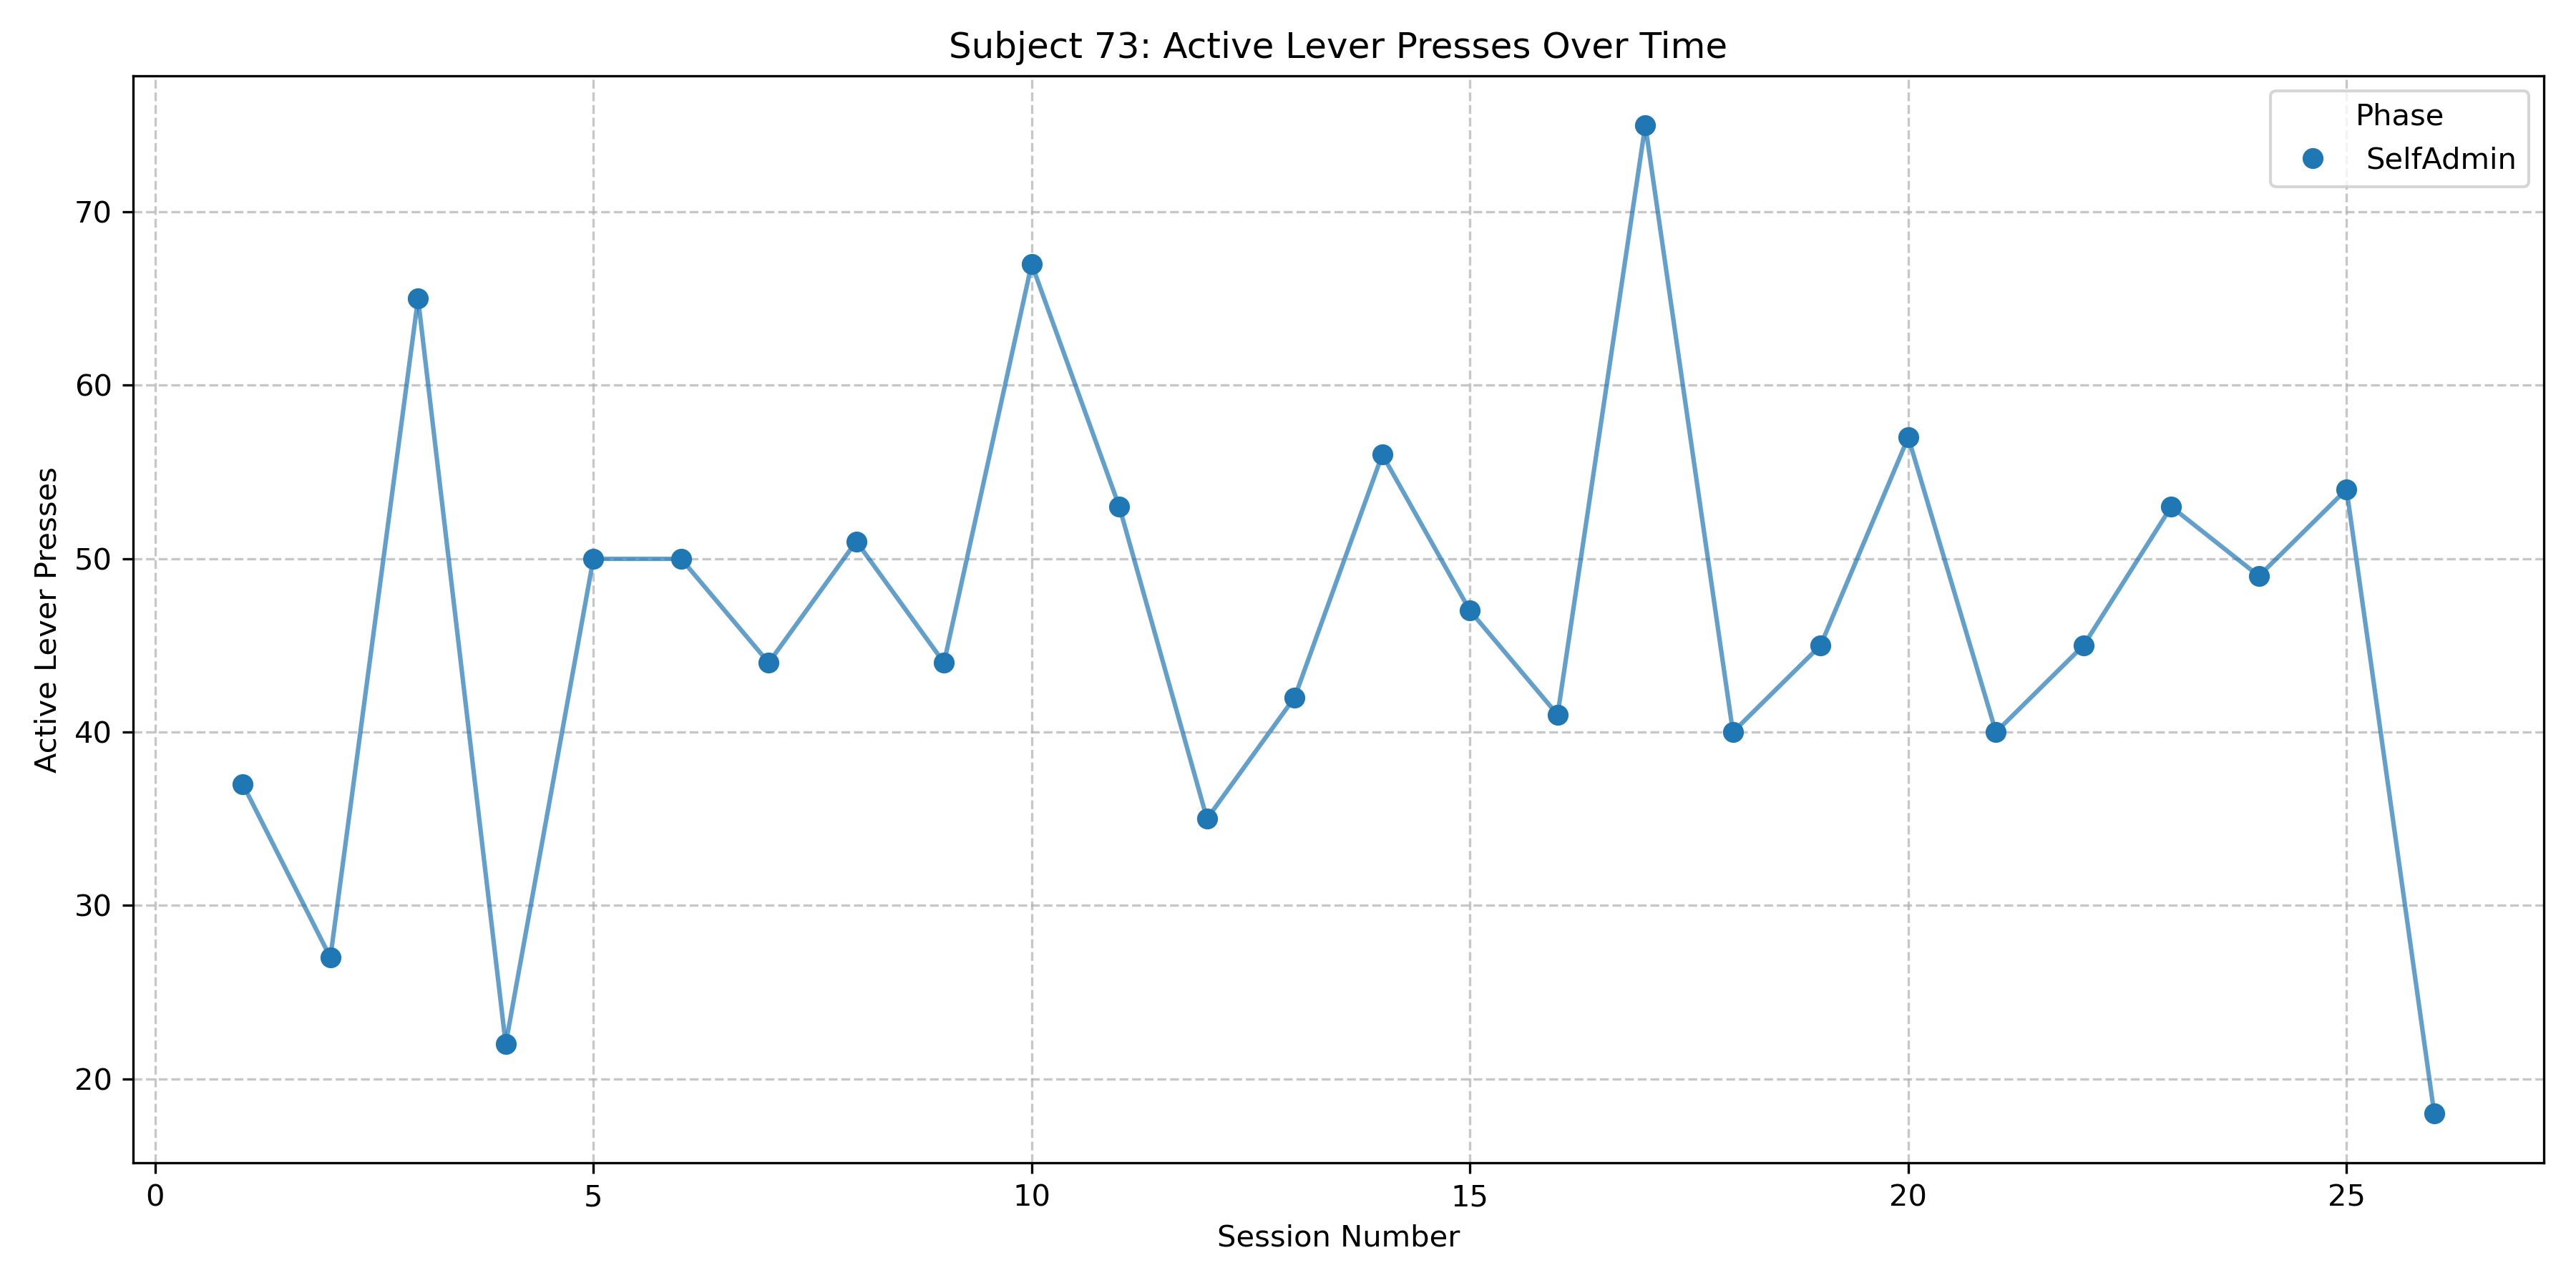 Subject 73: Active Lever Presses Over Time
Phase
SelfAdmin
Active Lever Presses
70
60
50
40
30
20
0 5 10 15 20 25
Session Number